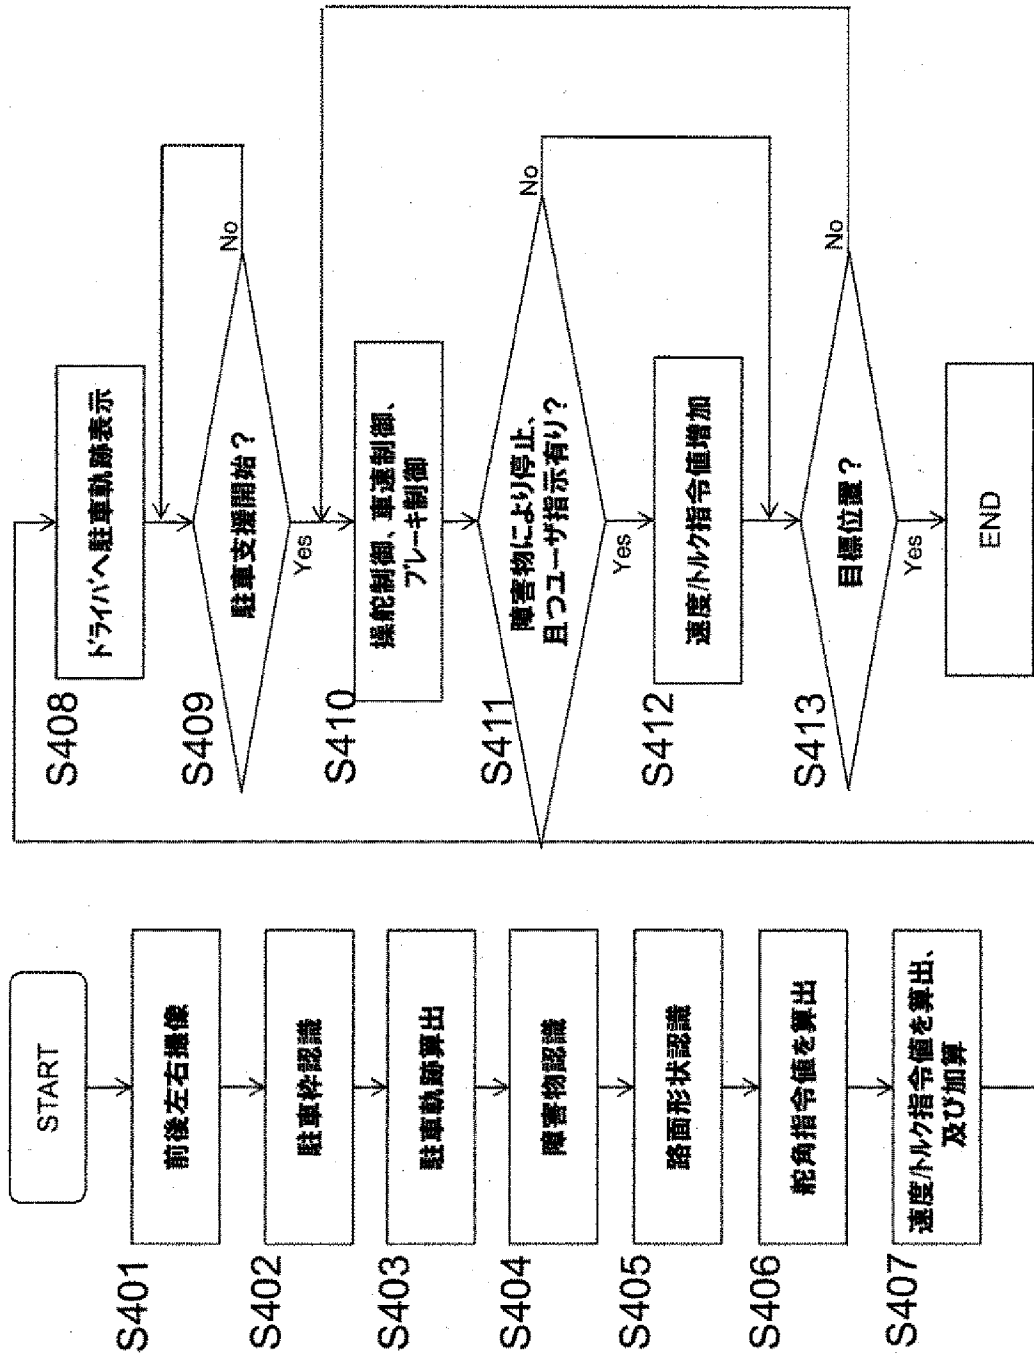 START
S401
前後左右撮像
S402
駐車枠認識
S403
駐車軌跡算出
S404
障害物認識
S405
路面形状認識
S406
舵角指令値を算出
S407
速度/トルク指令値を算出、
及び加算
S408
ドライバへ駐車軌跡表示
S409
駐車支援開始？
No
Yes
S410
操舵制御、車速制御、
ブレーキ制御
S411
障害物により停止、
且つユーザ指示有り？
No
Yes
S412
速度/トルク指令値増加
S413
目標位置？
No
Yes
END